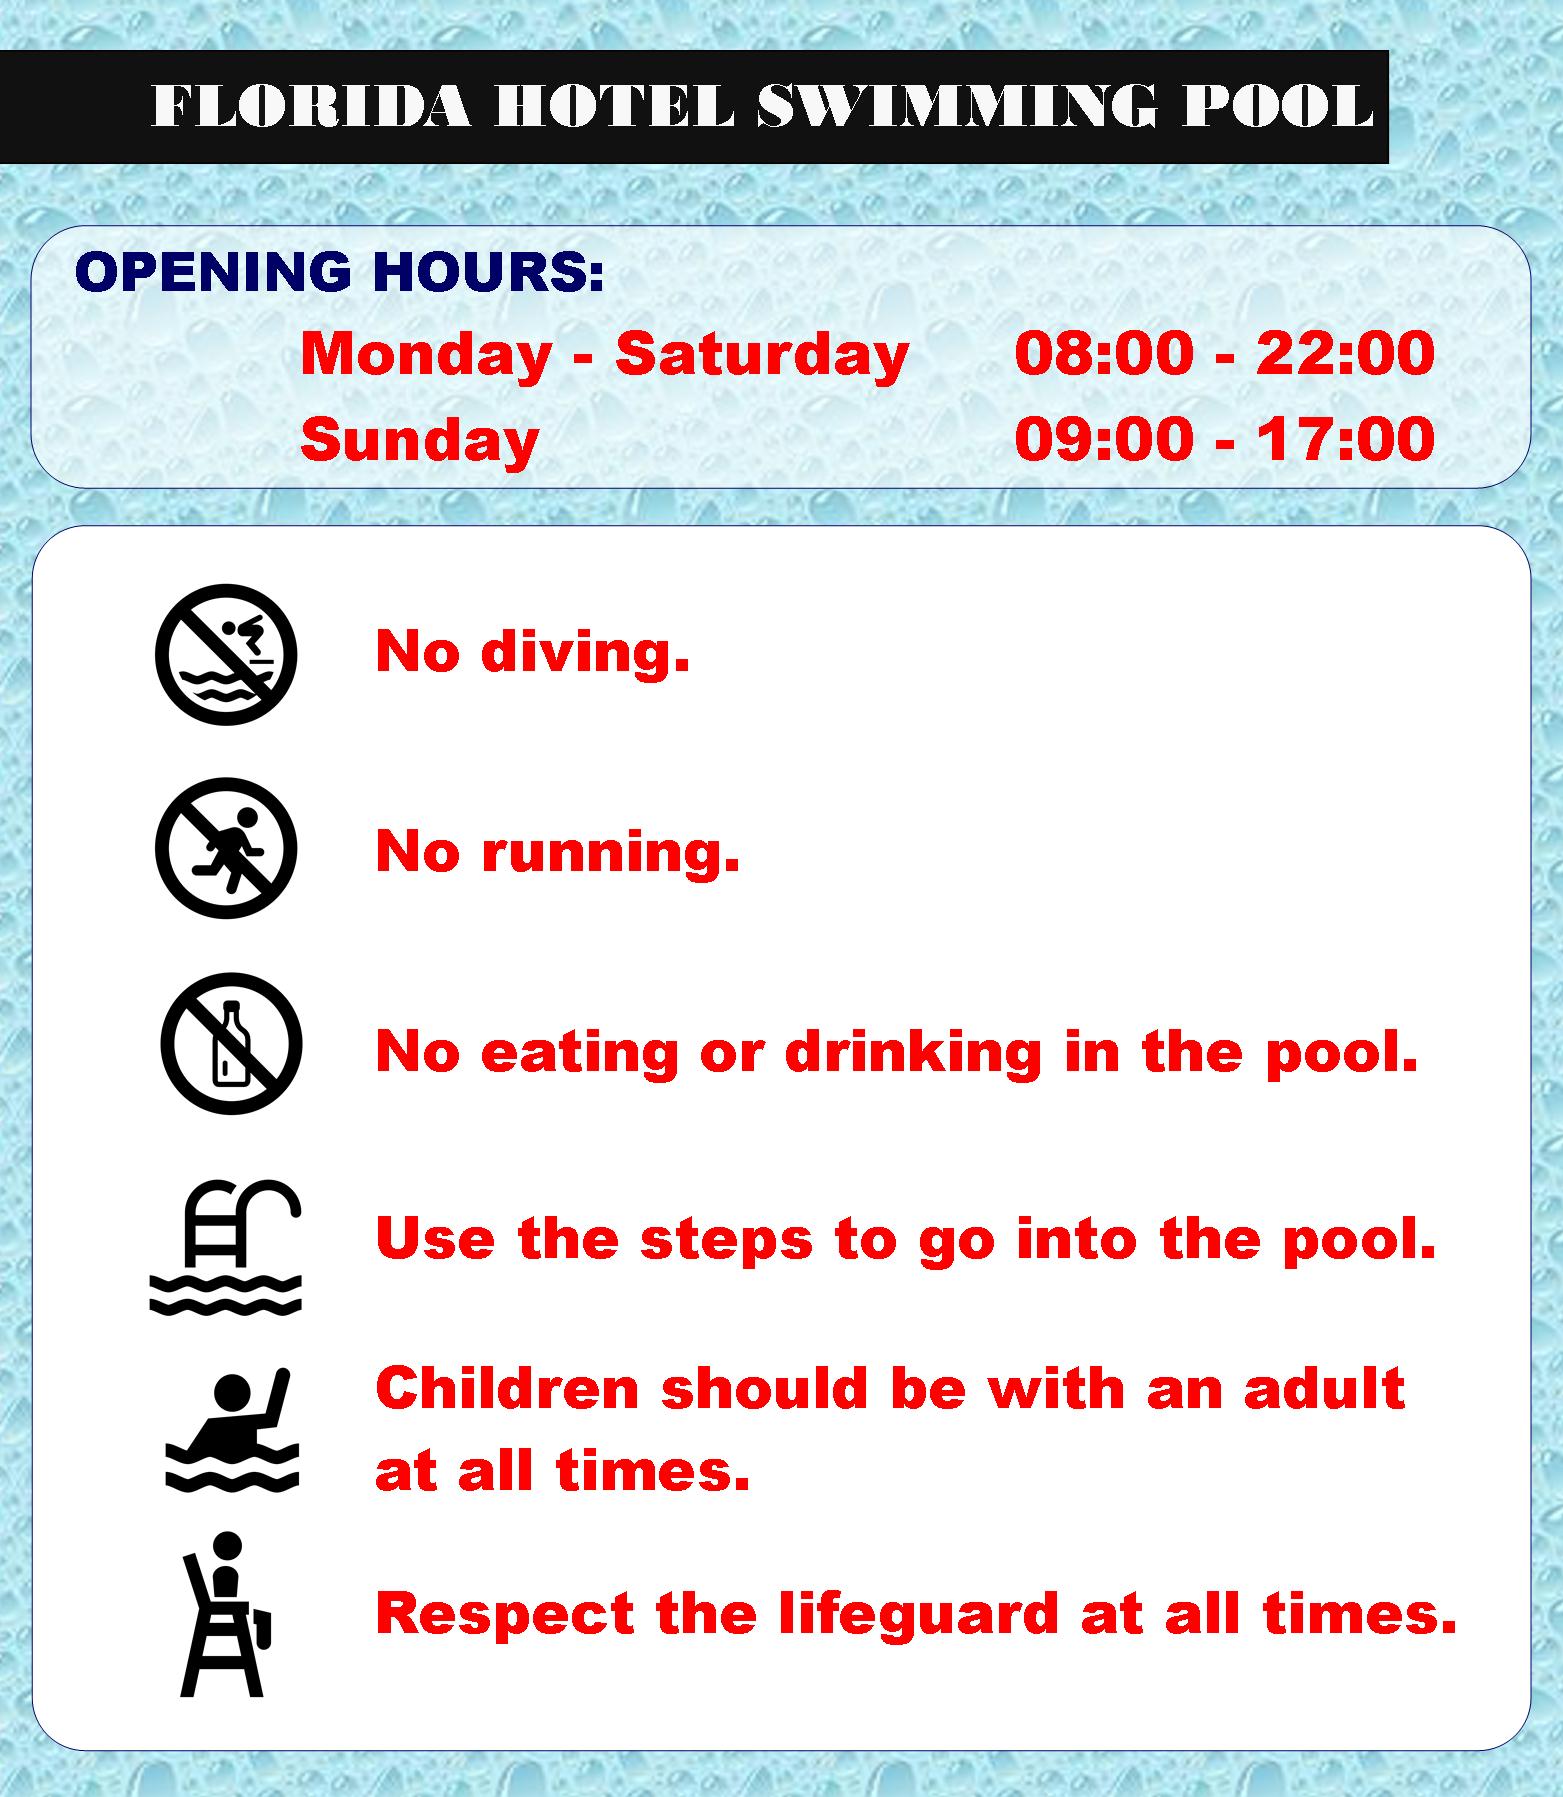 FLORIDA HOTEL SWIMMING POOL
OPENING HOURS:
Monday - Saturday 08:00 - 22:00
Sunday 09:00 - 17:00
No diving.
No running.
No eating or drinking in the pool.
Use the steps to go into the pool.
Children should be with an adult
at all times.
Respect the lifeguard at all times.